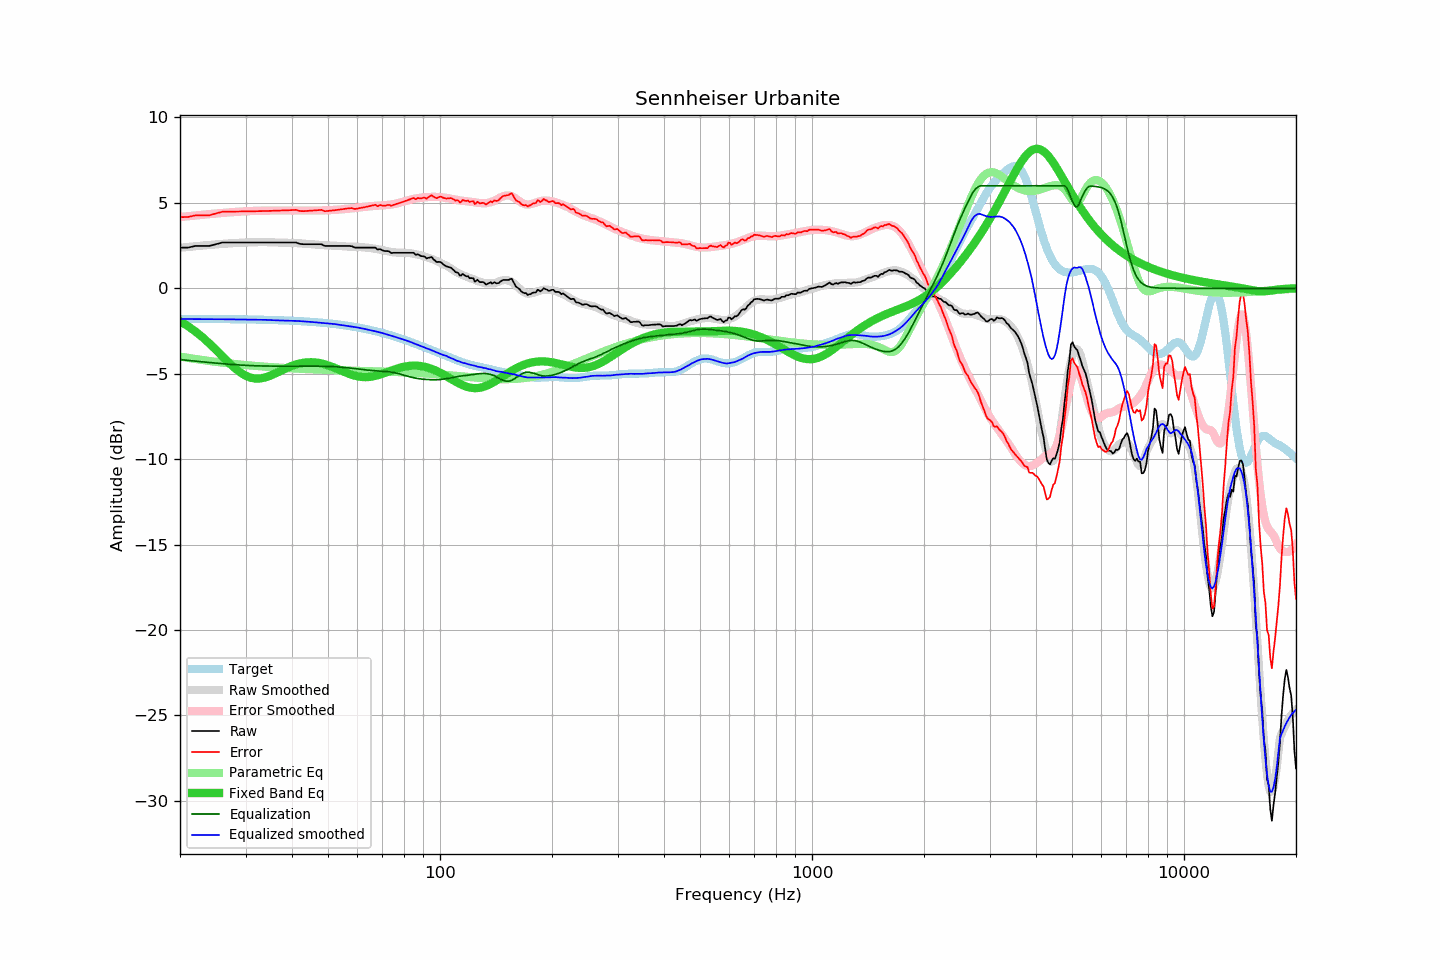 Sennheiser Urbanite
10
5
0
−5
−10
−15
−20
−25
−30
Amplitude (dBr)
Target
Raw Smoothed
Error Smoothed
Raw
Error
Parametric Eq
Fixed Band Eq
Equalization
Equalized smoothed
100
1000
10000
Frequency (Hz)